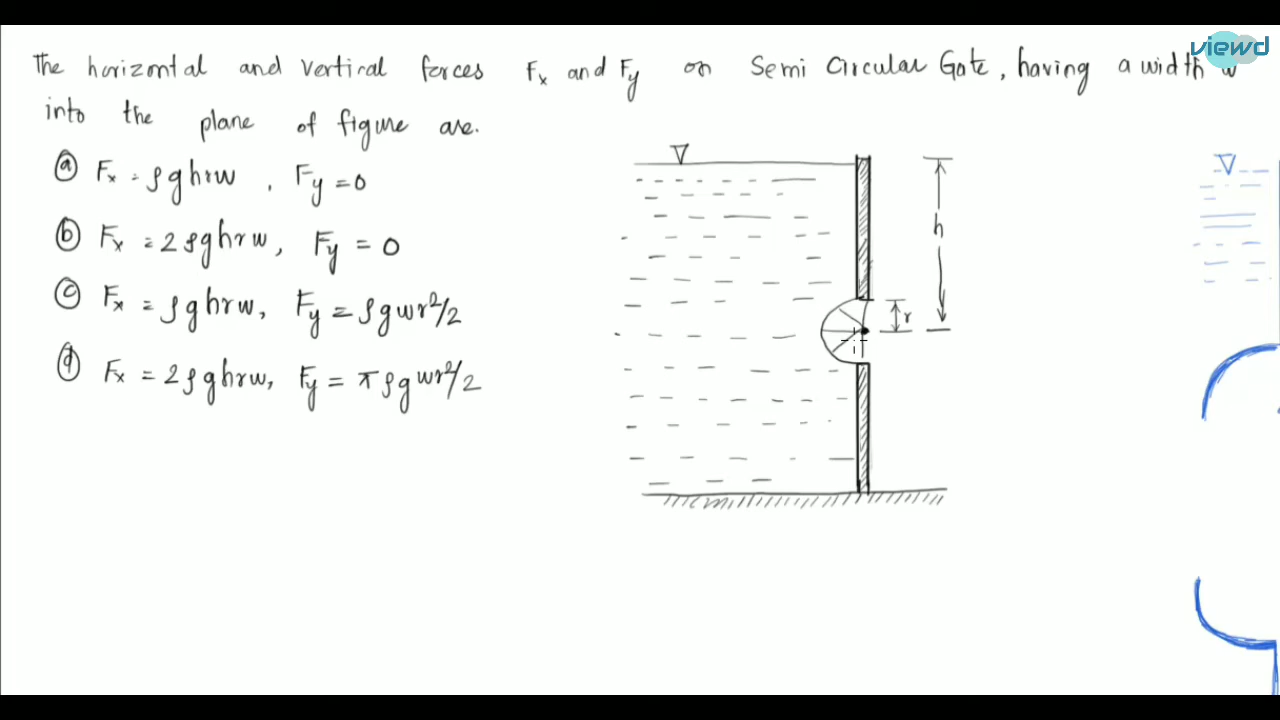 viewd
The horizontal and vertical forces Fx and Fy on Semi Circular Gate, having a width w
into the plane of figure are.
(a) Fx = ρghrw, Fy = 0
(b) Fx = 2ρghrw, Fy = 0
(c) Fx = ρghrw, Fy = ρgwr²/2
(d) Fx = 2ρghrw, Fy = πρgwr²/2
h
r